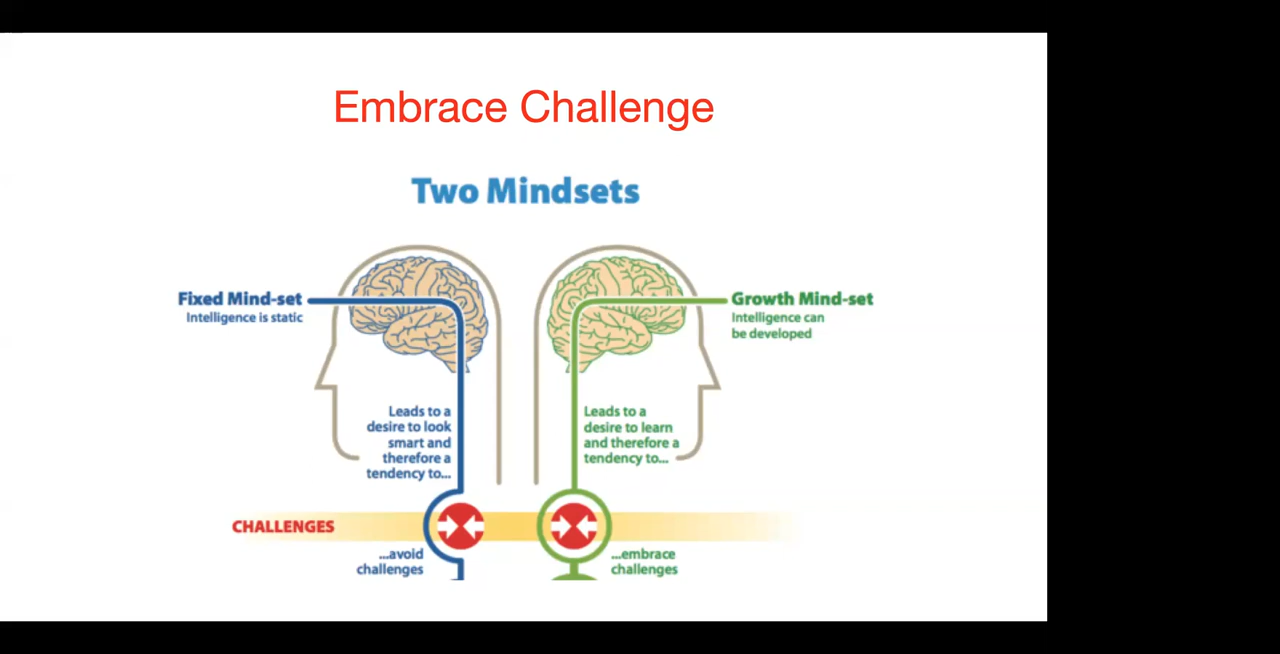 Embrace Challenge
Two Mindsets
Fixed Mind-set
Intelligence is static
Growth Mind-set
Intelligence can
be developed
Leads to a
desire to look
smart and
therefore a
tendency to...
Leads to a
desire to learn
and therefore a
tendency to...
CHALLENGES
...avoid
challenges
...embrace
challenges